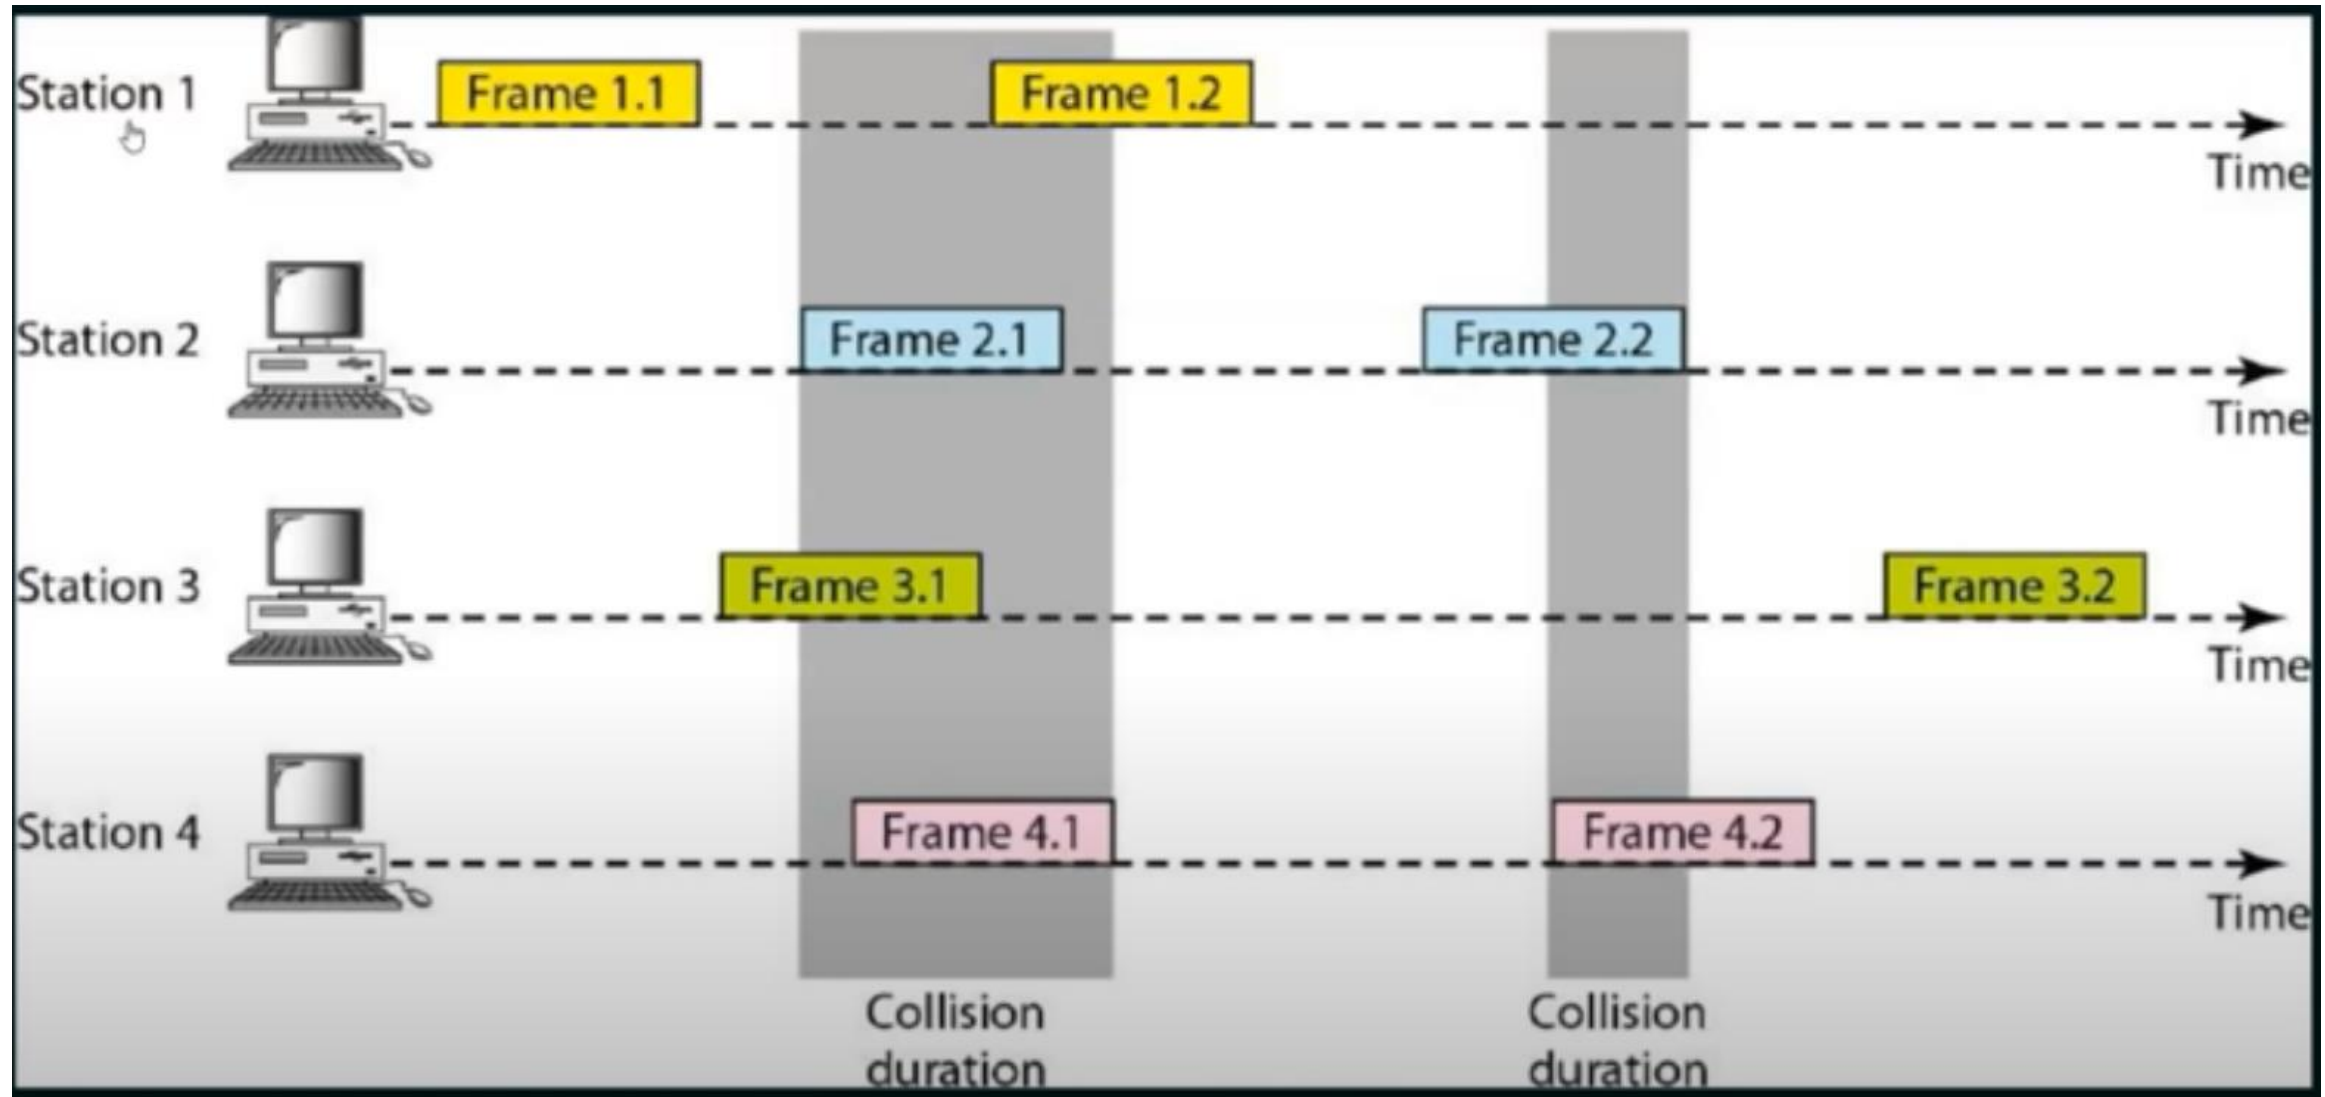 Station 1
Frame 1.1
Frame 1.2
Time
Station 2
Frame 2.1
Frame 2.2
Time
Station 3
Frame 3.1
Frame 3.2
Time
Station 4
Frame 4.1
Frame 4.2
Time
Collision
duration
Collision
duration